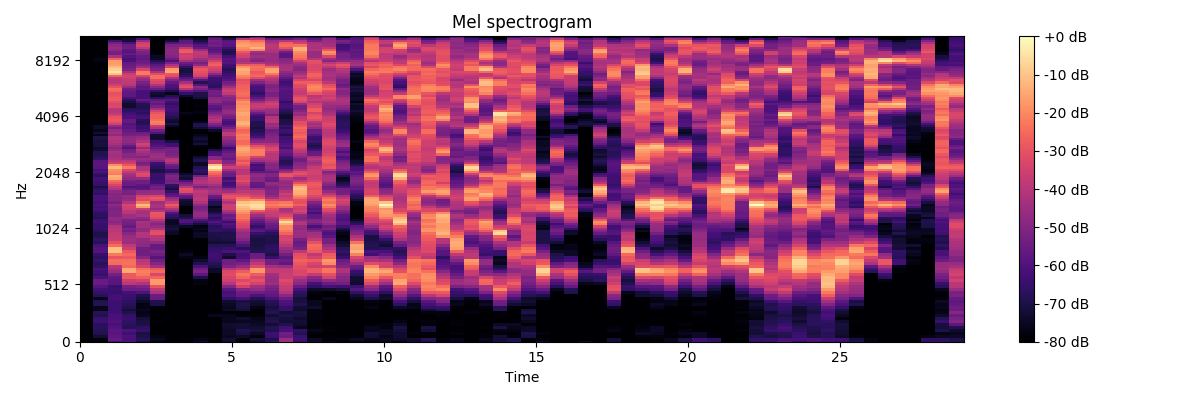 Mel spectrogram
8192
4096
2048
1024
512
0
Hz
0 5 10 15 20 25
Time
+0 dB
-10 dB
-20 dB
-30 dB
-40 dB
-50 dB
-60 dB
-70 dB
-80 dB